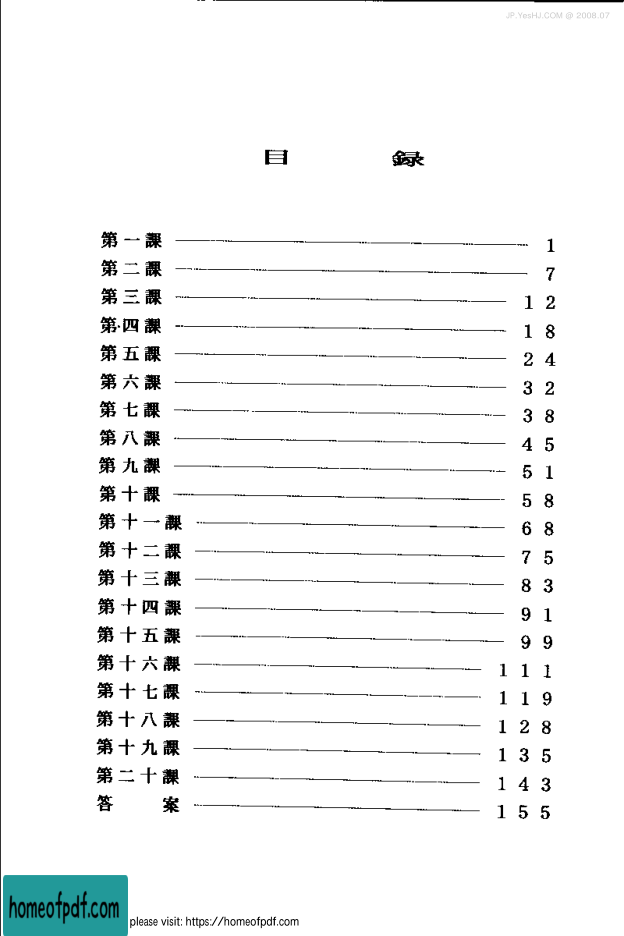 JP.YesHJ.COM @ 2008.07
目 録
第一課 1
第二課 7
第三課 12
第四課 18
第五課 24
第六課 32
第七課 38
第八課 45
第九課 51
第十課 58
第十一課 68
第十二課 75
第十三課 83
第十四課 91
第十五課 99
第十六課 111
第十七課 119
第十八課 128
第十九課 135
第二十課 143
答 案 155
homeofpdf.com
please visit: https://homeofpdf.com